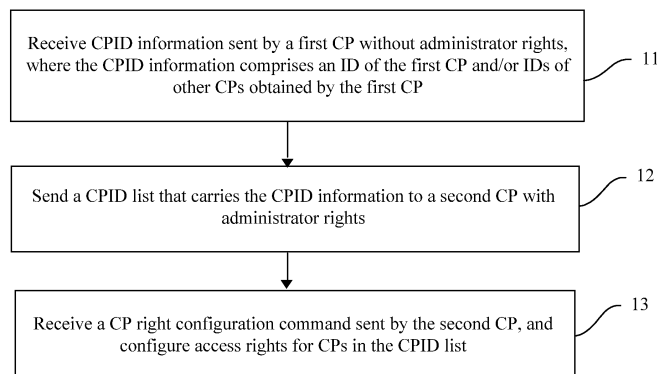 Receive CPID information sent by a first CP without administrator rights,
where the CPID information comprises an ID of the first CP and/or IDs of
other CPs obtained by the first CP
11
Send a CPID list that carries the CPID information to a second CP with
administrator rights
12
Receive a CP right configuration command sent by the second CP, and
configure access rights for CPs in the CPID list
13